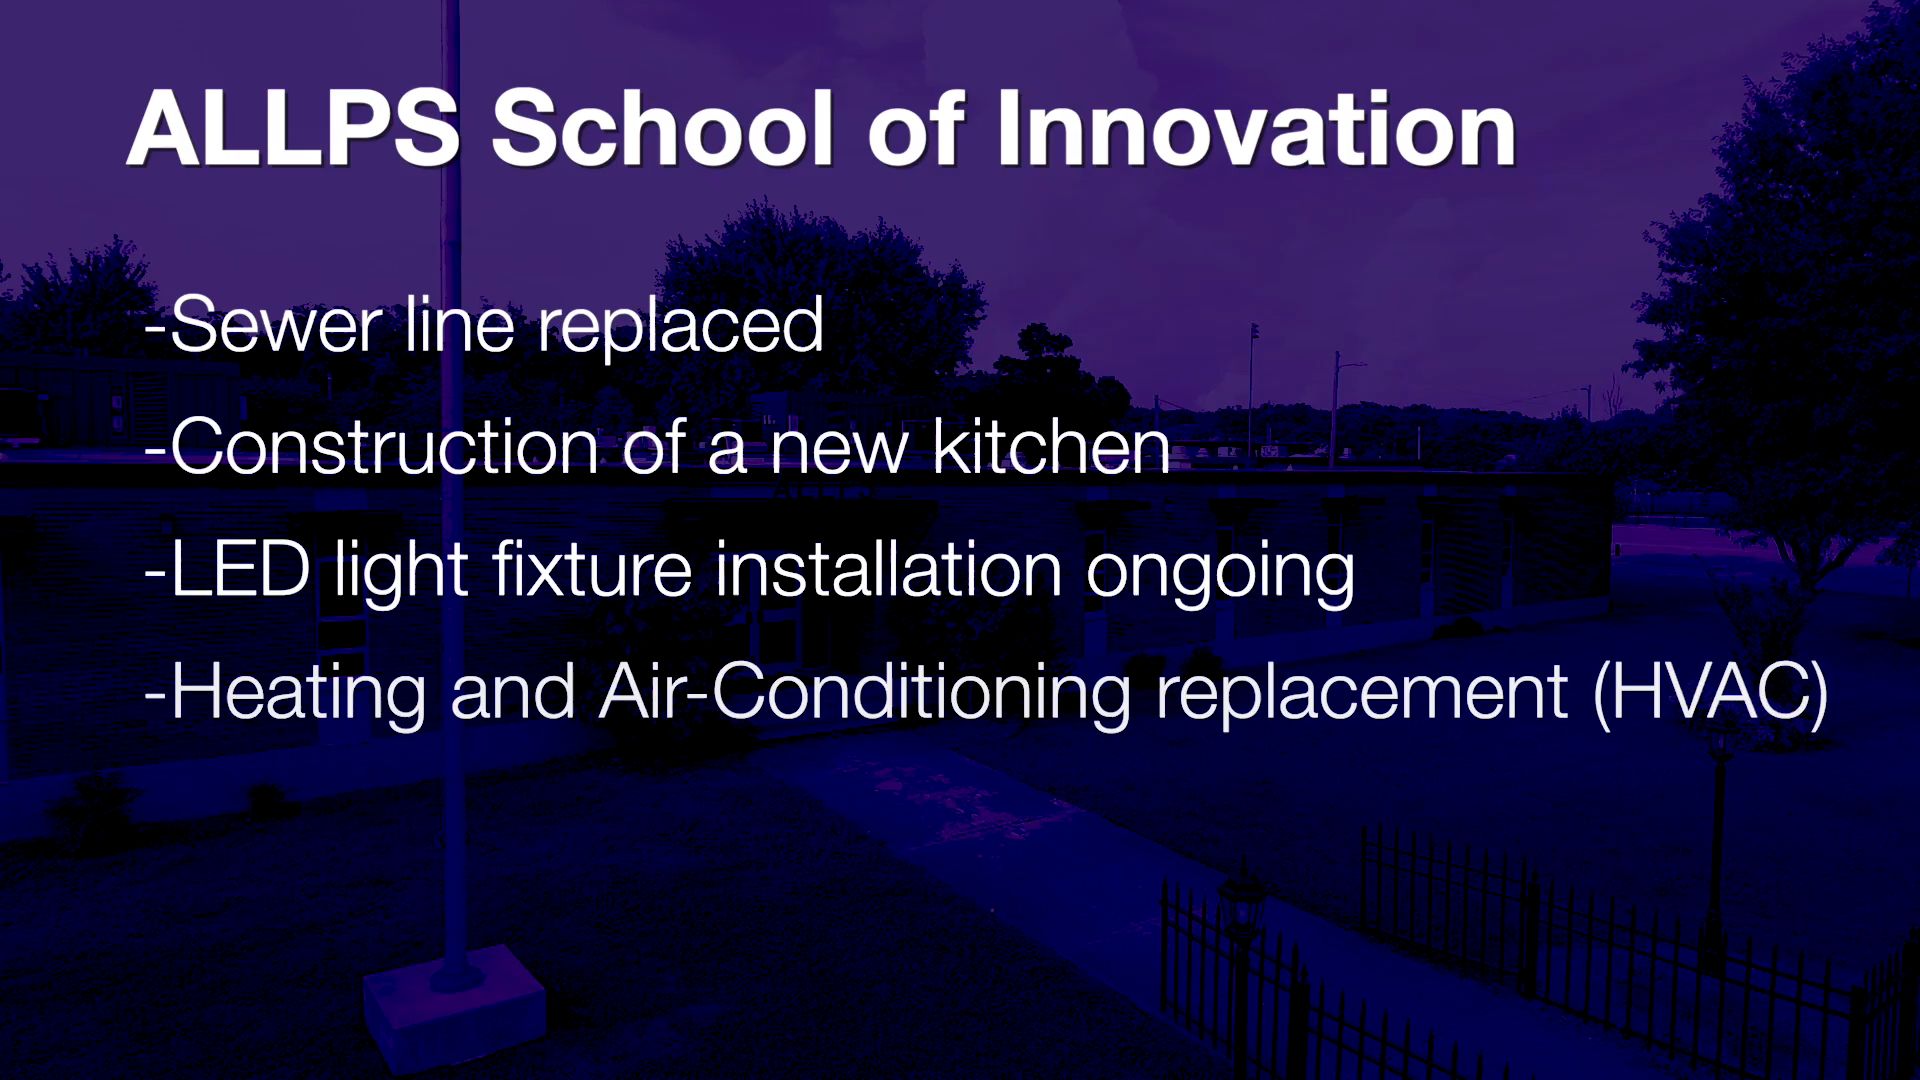 ALLPS School of Innovation
-Sewer line replaced
-Construction of a new kitchen
-LED light fixture installation ongoing
-Heating and Air-Conditioning replacement (HVAC)